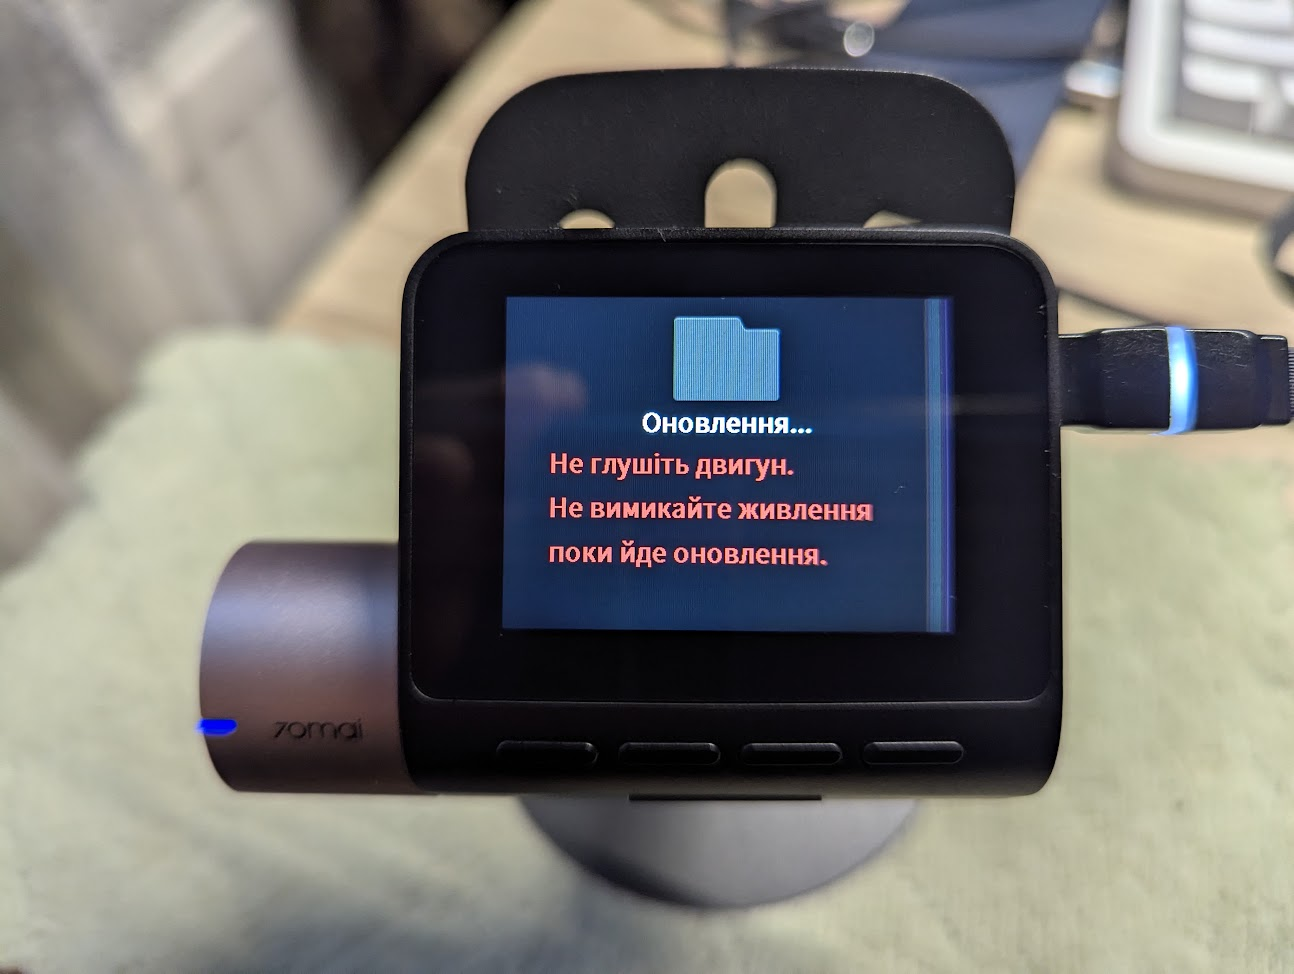 Оновлення...
Не глушіть двигун.
Не вимикайте живлення
поки йде оновлення.
70mai